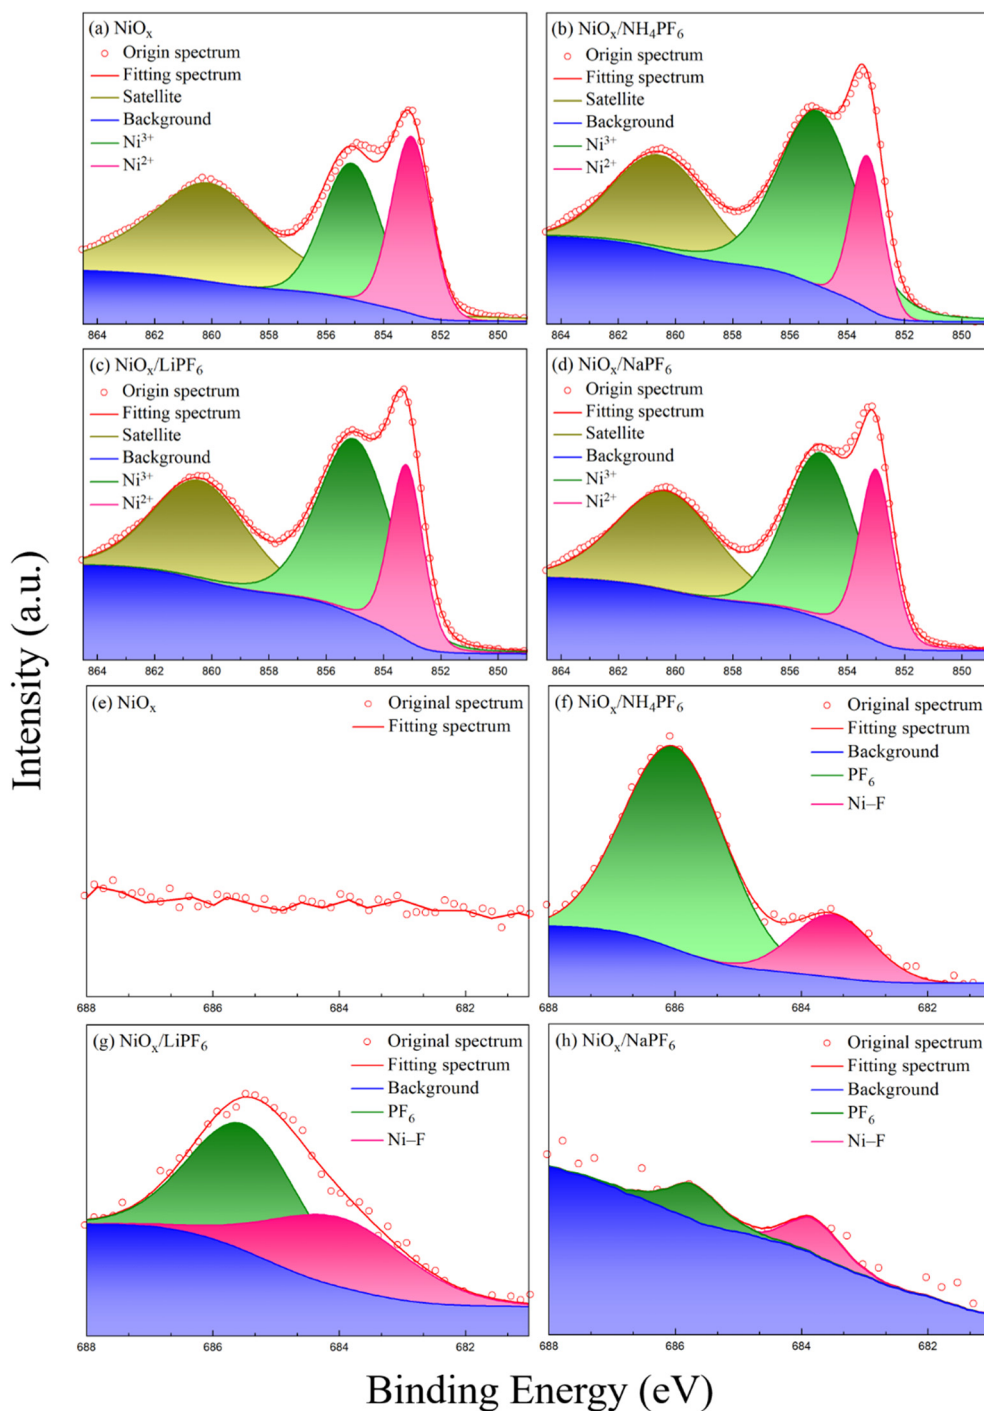 (a) NiOₓ
Origin spectrum
Fitting spectrum
Satellite
Background
Ni³⁺
Ni²⁺
864 862 860 858 856 854 852 850
(b) NiOₓ/NH₄PF₆
Origin spectrum
Fitting spectrum
Satellite
Background
Ni³⁺
Ni²⁺
864 862 860 858 856 854 852 850
(c) NiOₓ/LiPF₆
Origin spectrum
Fitting spectrum
Satellite
Background
Ni³⁺
Ni²⁺
864 862 860 858 856 854 852 850
(d) NiOₓ/NaPF₆
Origin spectrum
Fitting spectrum
Satellite
Background
Ni³⁺
Ni²⁺
864 862 860 858 856 854 852 850
Intensity (a.u.)
(e) NiOₓ
Original spectrum
Fitting spectrum
688 686 684 682
(f) NiOₓ/NH₄PF₆
Original spectrum
Fitting spectrum
Background
PF₆
Ni–F
688 686 684 682
(g) NiOₓ/LiPF₆
Original spectrum
Fitting spectrum
Background
PF₆
Ni–F
688 686 684 682
(h) NiOₓ/NaPF₆
Original spectrum
Fitting spectrum
Background
PF₆
Ni–F
688 686 684 682
Binding Energy (eV)